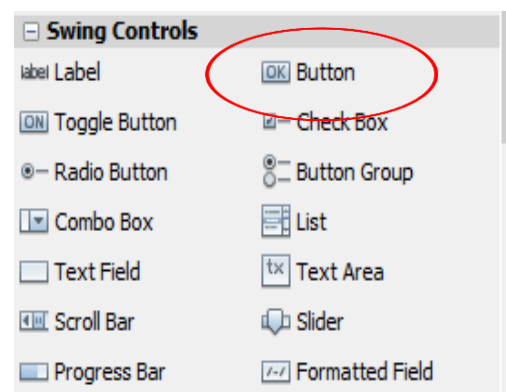 Swing Controls
label Label OK Button
ON Toggle Button Check Box
Radio Button Button Group
Combo Box List
Text Field tx Text Area
Scroll Bar Slider
Progress Bar /-/ Formatted Field